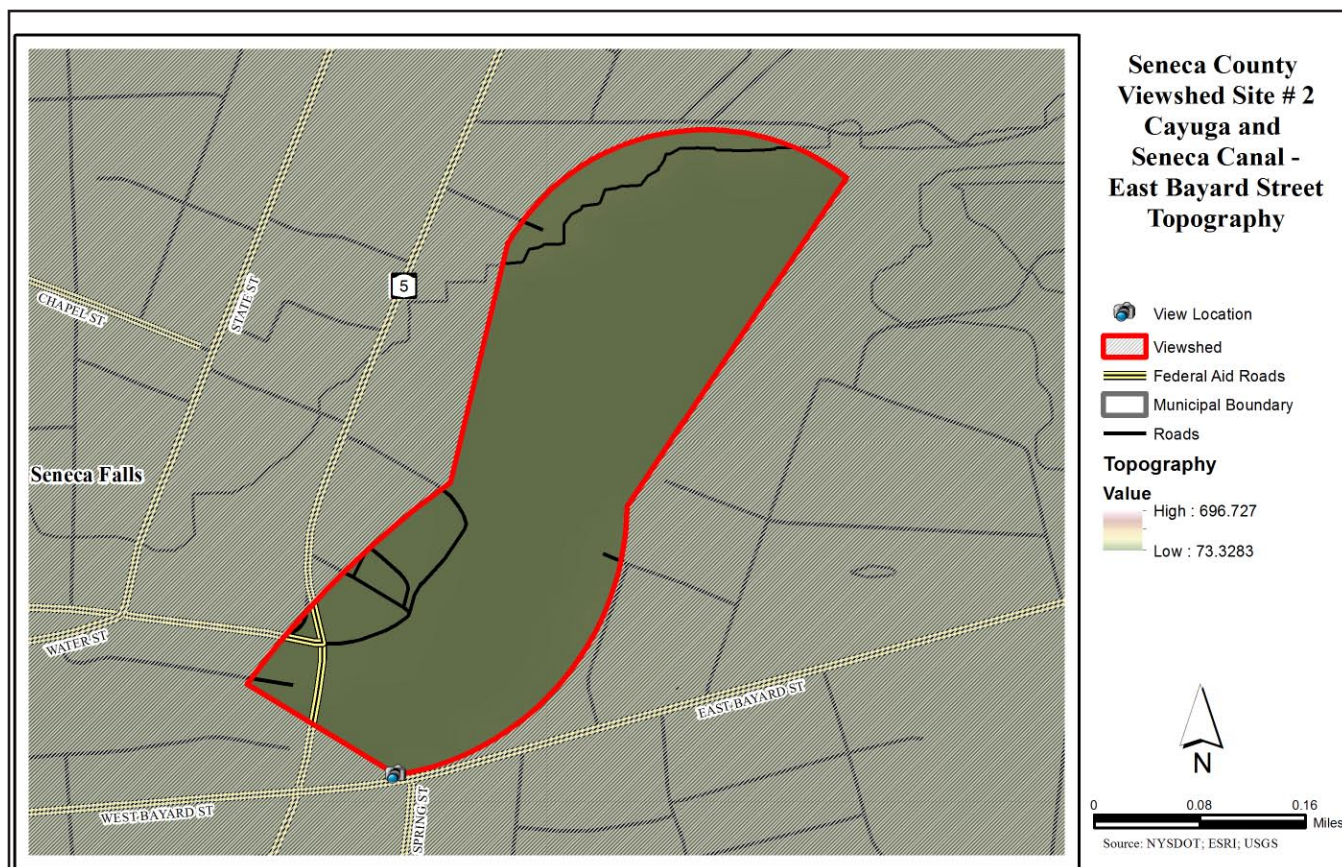 Seneca County
Viewshed Site # 2
Cayuga and
Seneca Canal -
East Bayard Street
Topography
View Location
Viewshed
Federal Aid Roads
Municipal Boundary
Roads
Topography
Value
High : 696.727
Low : 73.3283
N
0 0.08 0.16
Miles
Source: NYSDOT; ESRI; USGS
5
CHAPEL ST
STATE ST
Seneca Falls
WATER ST
EAST BAYARD ST
WEST BAYARD ST
SPRING ST